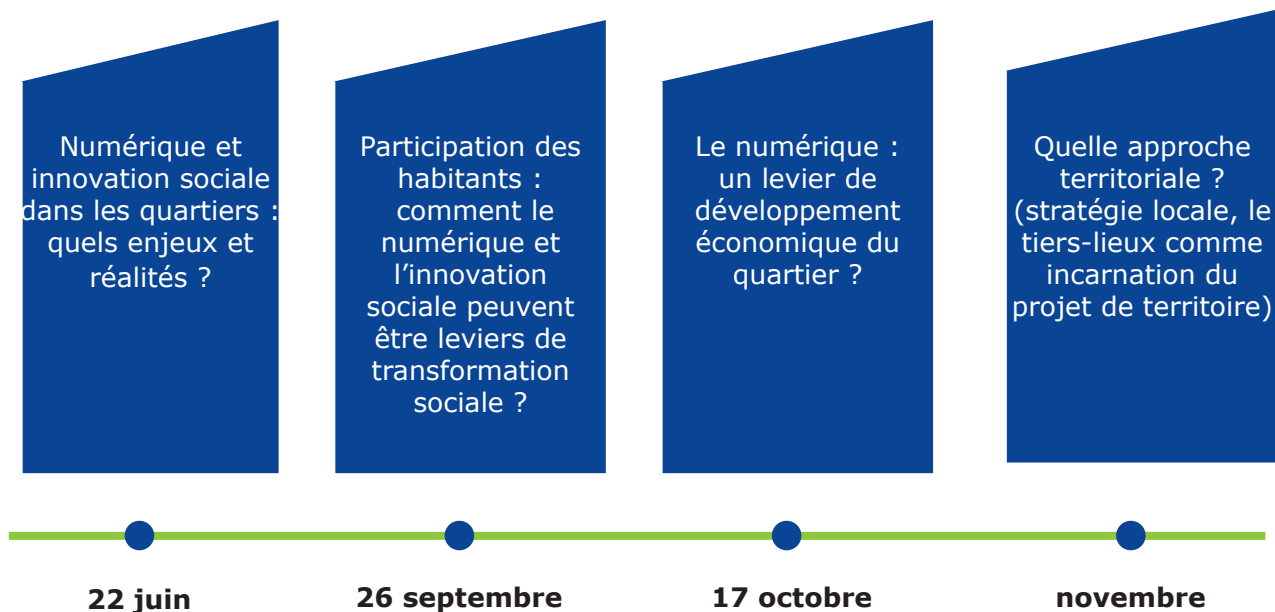 Numérique et
innovation sociale
dans les quartiers :
quels enjeux et
réalités ?
Participation des
habitants :
comment le
numérique et
l’innovation
sociale peuvent
être leviers de
transformation
sociale ?
Le numérique :
un levier de
développement
économique du
quartier ?
Quelle approche
territoriale ?
(stratégie locale, le
tiers-lieux comme
incarnation du
projet de territoire)
22 juin
26 septembre
17 octobre
novembre